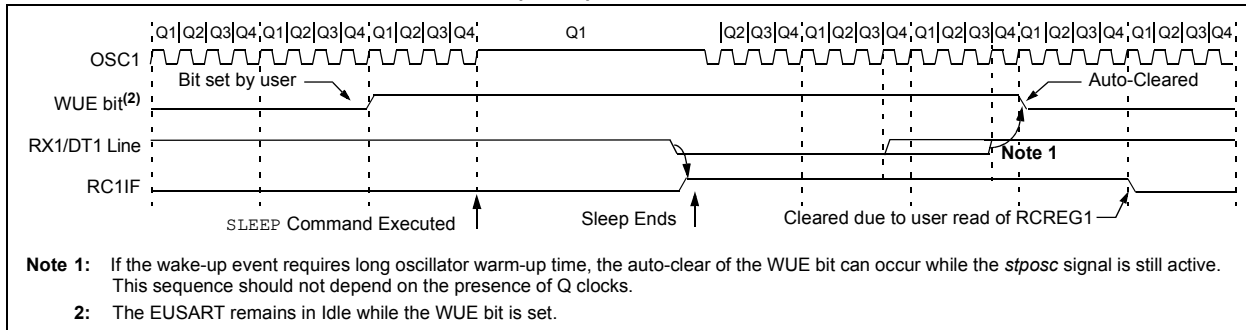 Q1 Q2 Q3 Q4 Q1 Q2 Q3 Q4 Q1 Q2 Q3 Q4 Q1 Q2 Q3 Q4 Q1 Q2 Q3 Q4 Q1 Q2 Q3 Q4 Q1 Q2 Q3 Q4 Q1 Q2 Q3 Q4
OSC1
Bit set by user
Auto-Cleared
WUE bit(2)
RX1/DT1 Line
Note 1
RC1IF
SLEEP Command Executed
Sleep Ends
Cleared due to user read of RCREG1
Note 1: If the wake-up event requires long oscillator warm-up time, the auto-clear of the WUE bit can occur while the stposc signal is still active.
This sequence should not depend on the presence of Q clocks.
2: The EUSART remains in Idle while the WUE bit is set.